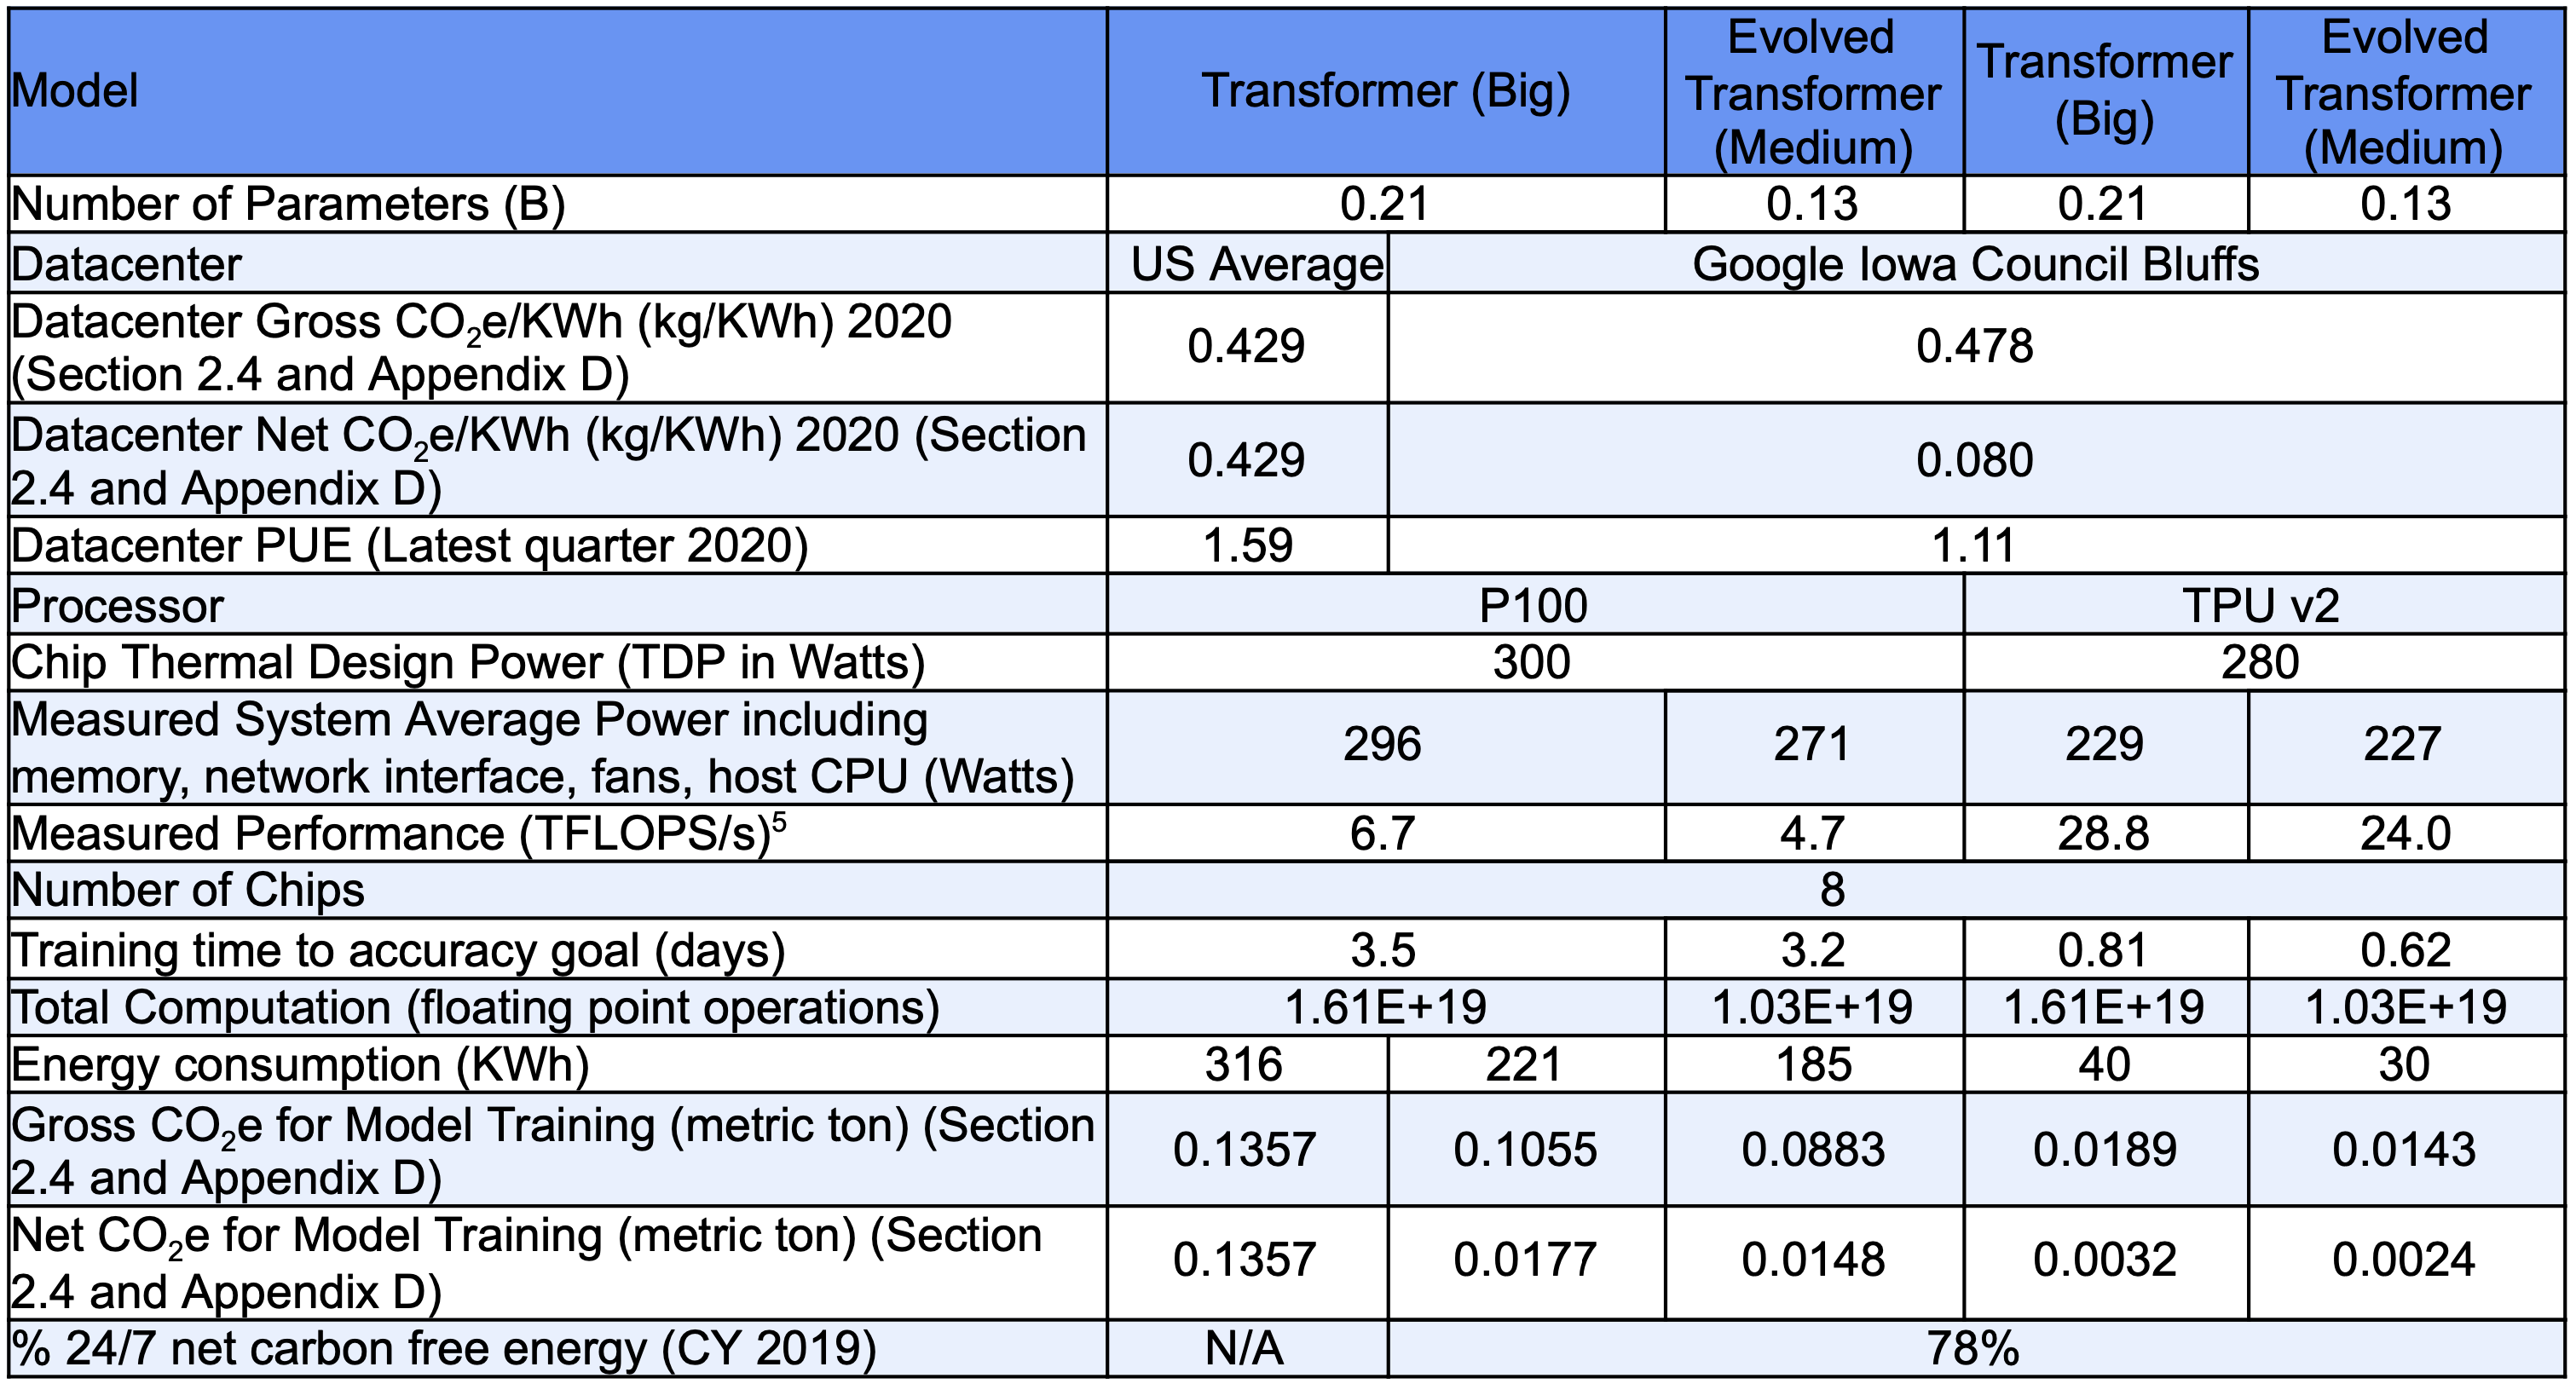 Model Transformer (Big) Evolved Transformer (Medium) Transformer (Big) Evolved Transformer (Medium)
Number of Parameters (B) 0.21 0.13 0.21 0.13
Datacenter US Average Google Iowa Council Bluffs
Datacenter Gross CO₂e/KWh (kg/KWh) 2020
(Section 2.4 and Appendix D) 0.429 0.478
Datacenter Net CO₂e/KWh (kg/KWh) 2020 (Section
2.4 and Appendix D) 0.429 0.080
Datacenter PUE (Latest quarter 2020) 1.59 1.11
Processor P100 TPU v2
Chip Thermal Design Power (TDP in Watts) 300 280
Measured System Average Power including
memory, network interface, fans, host CPU (Watts) 296 271 229 227
Measured Performance (TFLOPS/s)⁵ 6.7 4.7 28.8 24.0
Number of Chips 8
Training time to accuracy goal (days) 3.5 3.2 0.81 0.62
Total Computation (floating point operations) 1.61E+19 1.03E+19 1.61E+19 1.03E+19
Energy consumption (KWh) 316 221 185 40 30
Gross CO₂e for Model Training (metric ton) (Section
2.4 and Appendix D) 0.1357 0.1055 0.0883 0.0189 0.0143
Net CO₂e for Model Training (metric ton) (Section
2.4 and Appendix D) 0.1357 0.0177 0.0148 0.0032 0.0024
% 24/7 net carbon free energy (CY 2019) N/A 78%